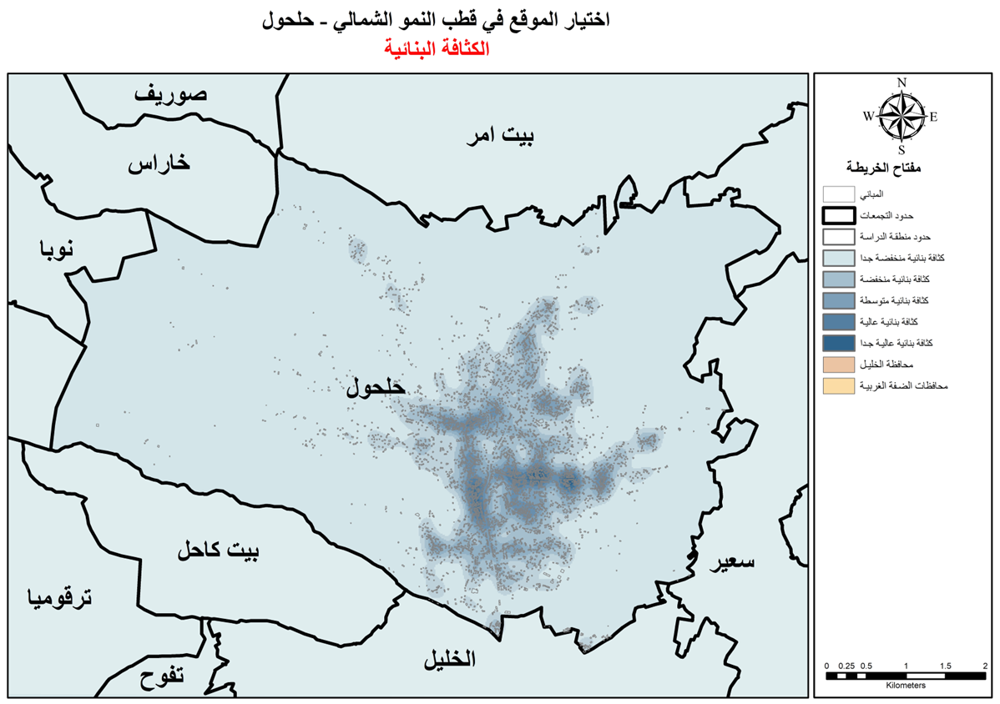 اختيار الموقع في قطب النمو الشمالي - حلحول
الكثافة البنائية
صوريف
بيت امر
خاراس
نوبا
حلحول
بيت كاحل
سعير
ترقوميا
الخليل
تفوح
N
W E
S
مفتاح الخريطة
المباني
حدود التجمعات
حدود منطقة الدراسة
كثافة بنائية منخفضة جدا
كثافة بنائية منخفضة
كثافة بنائية متوسطة
كثافة بنائية عالية
كثافة بنائية عالية جدا
محافظة الخليل
محافظات الضفة الغربية
0 0.25 0.5 1 1.5 2
Kilometers